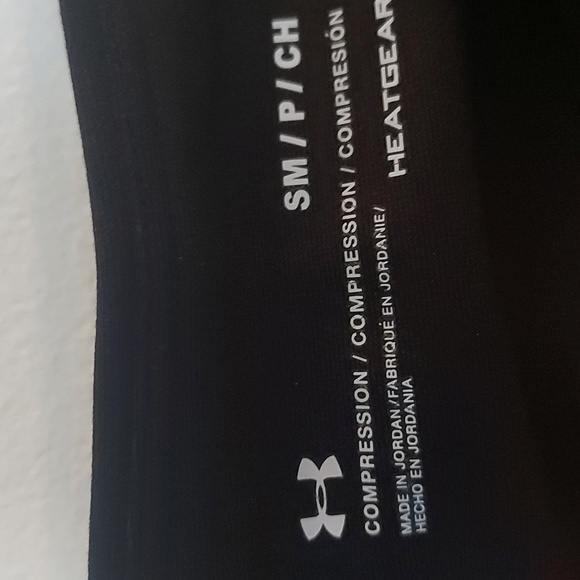 SM / P / CH
COMPRESSION / COMPRESSION / COMPRESIÓN
MADE IN JORDAN / FABRIQUÉ EN JORDANIE/
HECHO EN JORDANIA
HEATGEAR